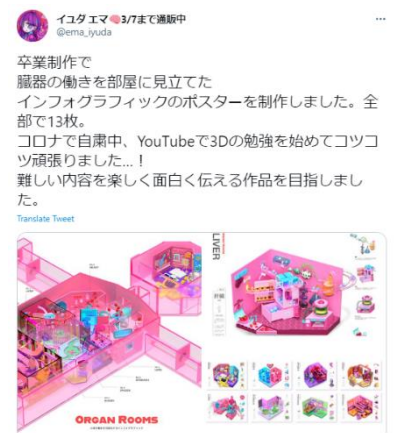 イユダ エマ🧠3/7まで通販中
@ema_iyuda
卒業制作で
臓器の働きを部屋に見立てた
インフォグラフィックのポスターを制作しました。全
部で13枚。
コロナで自粛中、YouTubeで3Dの勉強を始めてコツコ
ツ頑張りました...！
難しい内容を楽しく面白く伝える作品を目指しまし
た。
Translate Tweet
LIVER
肝臓
ORGAN ROOMS